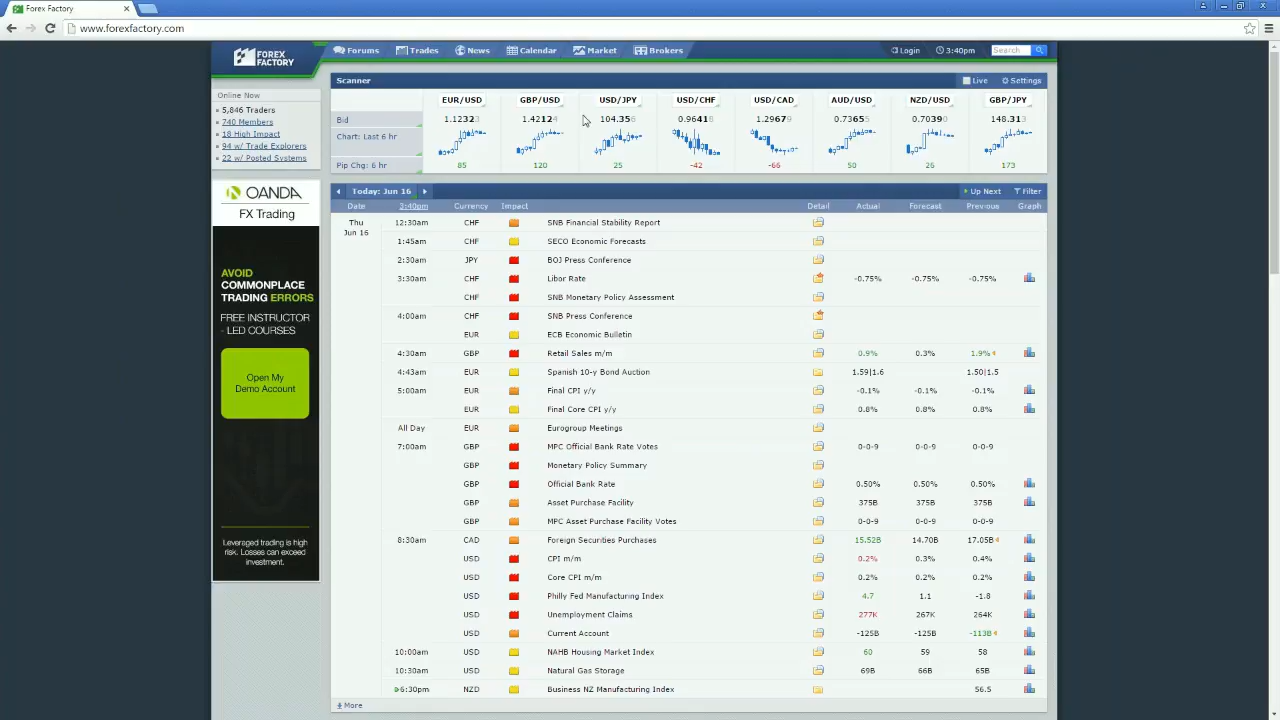 Forex Factory
www.forexfactory.com
FOREX FACTORY
Forums Trades News Calendar Market Brokers Login 3:40pm Search
Online Now
5,846 Traders
740 Members
18 High Impact
94 w/ Trade Explorers
22 w/ Posted Systems
OANDA
FX Trading
AVOID
COMMONPLACE
TRADING ERRORS
FREE INSTRUCTOR
- LED COURSES
Open My
Demo Account
Leveraged trading is high
risk. Losses can exceed
investment.
Scanner Live Settings
EUR/USD GBP/USD USD/JPY USD/CHF USD/CAD AUD/USD NZD/USD GBP/JPY
Bid 1.12323 1.42124 104.356 0.96418 1.29679 0.73655 0.70390 148.313
Chart: Last 6 hr
Pip Chg: 6 hr 85 120 25 -42 -66 50 26 173
Today: Jun 16 Up Next Filter
Date 3:40pm Currency Impact Detail Actual Forecast Previous Graph
Thu Jun 16 12:30am CHF SNB Financial Stability Report
1:45am CHF SECO Economic Forecasts
2:30am JPY BOJ Press Conference
3:30am CHF Libor Rate -0.75% -0.75% -0.75%
CHF SNB Monetary Policy Assessment
4:00am CHF SNB Press Conference
EUR ECB Economic Bulletin
4:30am GBP Retail Sales m/m 0.9% 0.3% 1.9%
4:43am EUR Spanish 10-y Bond Auction 1.59|1.6 1.50|1.5
5:00am EUR Final CPI y/y -0.1% -0.1% -0.1%
EUR Final Core CPI y/y 0.8% 0.8% 0.8%
All Day EUR Eurogroup Meetings
7:00am GBP MPC Official Bank Rate Votes 0-0-9 0-0-9 0-0-9
GBP Monetary Policy Summary
GBP Official Bank Rate 0.50% 0.50% 0.50%
GBP Asset Purchase Facility 375B 375B 375B
GBP MPC Asset Purchase Facility Votes 0-0-9 0-0-9 0-0-9
8:30am CAD Foreign Securities Purchases 15.52B 14.70B 17.05B
USD CPI m/m 0.2% 0.3% 0.4%
USD Core CPI m/m 0.2% 0.2% 0.2%
USD Philly Fed Manufacturing Index 4.7 1.1 -1.8
USD Unemployment Claims 277K 267K 264K
USD Current Account -125B -125B -113B
10:00am USD NAHB Housing Market Index 60 59 58
10:30am USD Natural Gas Storage 69B 66B 65B
6:30pm NZD Business NZ Manufacturing Index 56.5
More